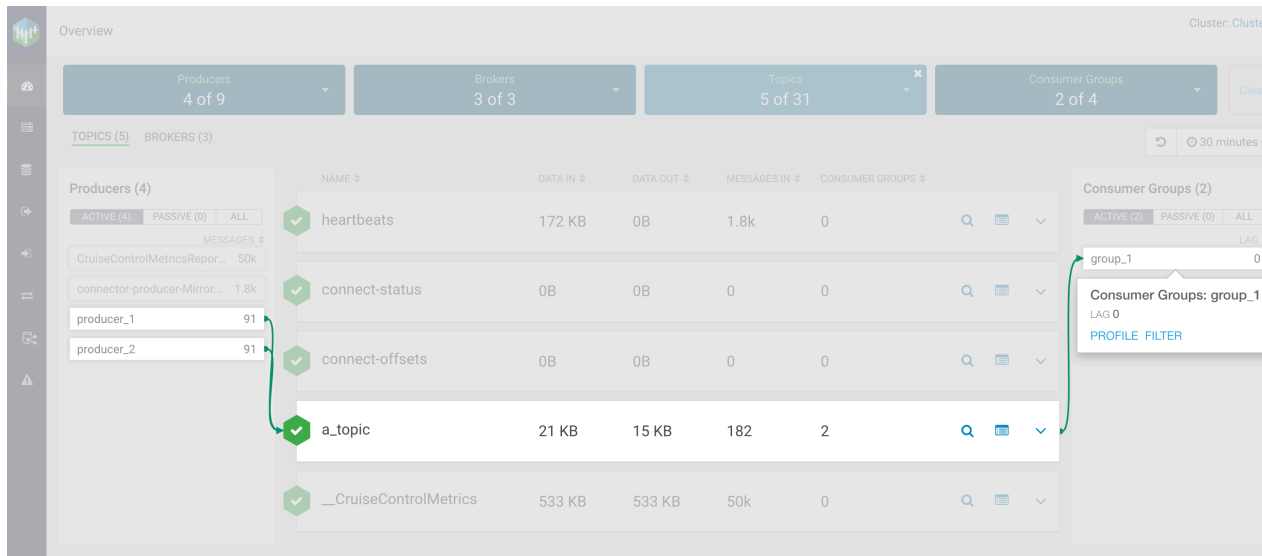 Overview
Cluster: Cluste
Producers
4 of 9
Brokers
3 of 3
Topics
5 of 31
Consumer Groups
2 of 4
Clea
TOPICS (5) BROKERS (3)
30 minutes
Producers (4)
ACTIVE (4) PASSIVE (0) ALL
MESSAGES
CruiseControlMetricsRepor... 50k
connector-producer-Mirror... 1.8k
producer_1 91
producer_2 91
NAME DATA IN DATA OUT MESSAGES IN CONSUMER GROUPS
heartbeats 172 KB 0B 1.8k 0
connect-status 0B 0B 0 0
connect-offsets 0B 0B 0 0
a_topic 21 KB 15 KB 182 2
__CruiseControlMetrics 533 KB 533 KB 50k 0
Consumer Groups (2)
ACTIVE (2) PASSIVE (0) ALL
LAG
group_1 0
Consumer Groups: group_1
LAG 0
PROFILE FILTER